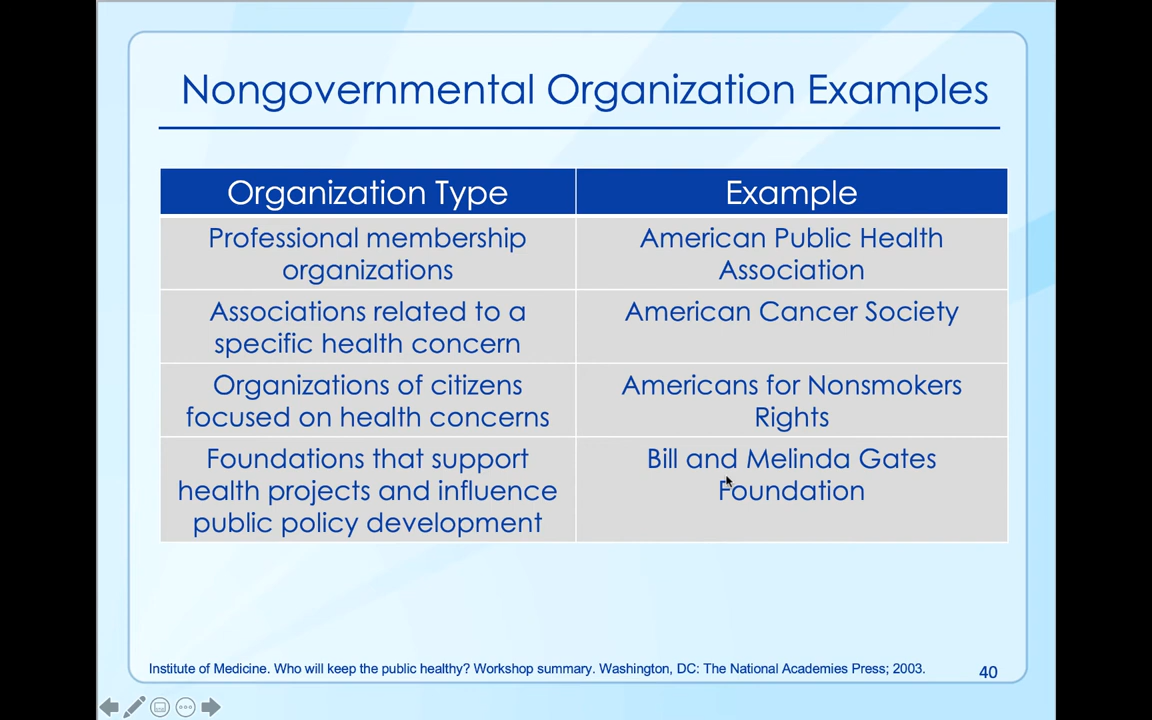 Nongovernmental Organization Examples
Organization Type
Example
Professional membership
organizations
American Public Health
Association
Associations related to a
specific health concern
American Cancer Society
Organizations of citizens
focused on health concerns
Americans for Nonsmokers
Rights
Foundations that support
health projects and influence
public policy development
Bill and Melinda Gates
Foundation
Institute of Medicine. Who will keep the public healthy? Workshop summary. Washington, DC: The National Academies Press; 2003.
40